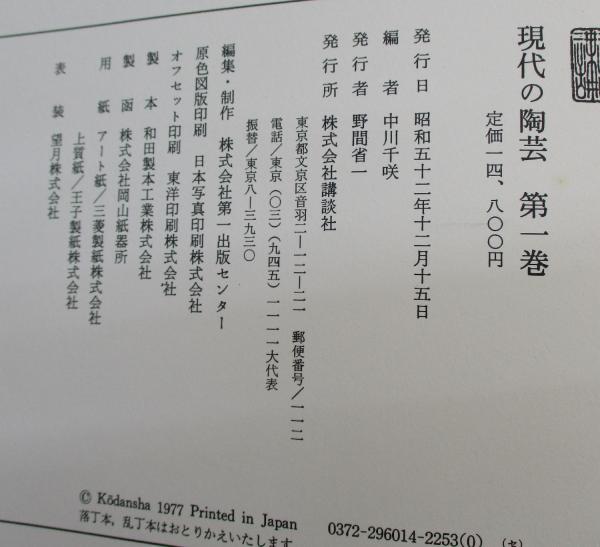 現代の陶芸 第一巻
定価一四、八〇〇円
発行日 昭和五十二年十二月十五日
編者 中川千咲
発行者 野間省一
発行所 株式会社講談社
東京都文京区音羽二—一二—二一 郵便番号/一一二
電話/東京(〇三)(九四五)一一一一大代表
振替/東京八—三九三〇
編集・制作 株式会社第一出版センター
原色図版印刷 日本写真印刷株式会社
オフセット印刷 東洋印刷株式会社
製本 和田製本工業株式会社
製函 株式会社岡山紙器所
用紙 アート紙/三菱製紙株式会社
上質紙/王子製紙株式会社
表装 望月株式会社
© Kōdansha 1977 Printed in Japan
落丁本,乱丁本はおとりかえいたします
0372-296014-2253(0) (キ)